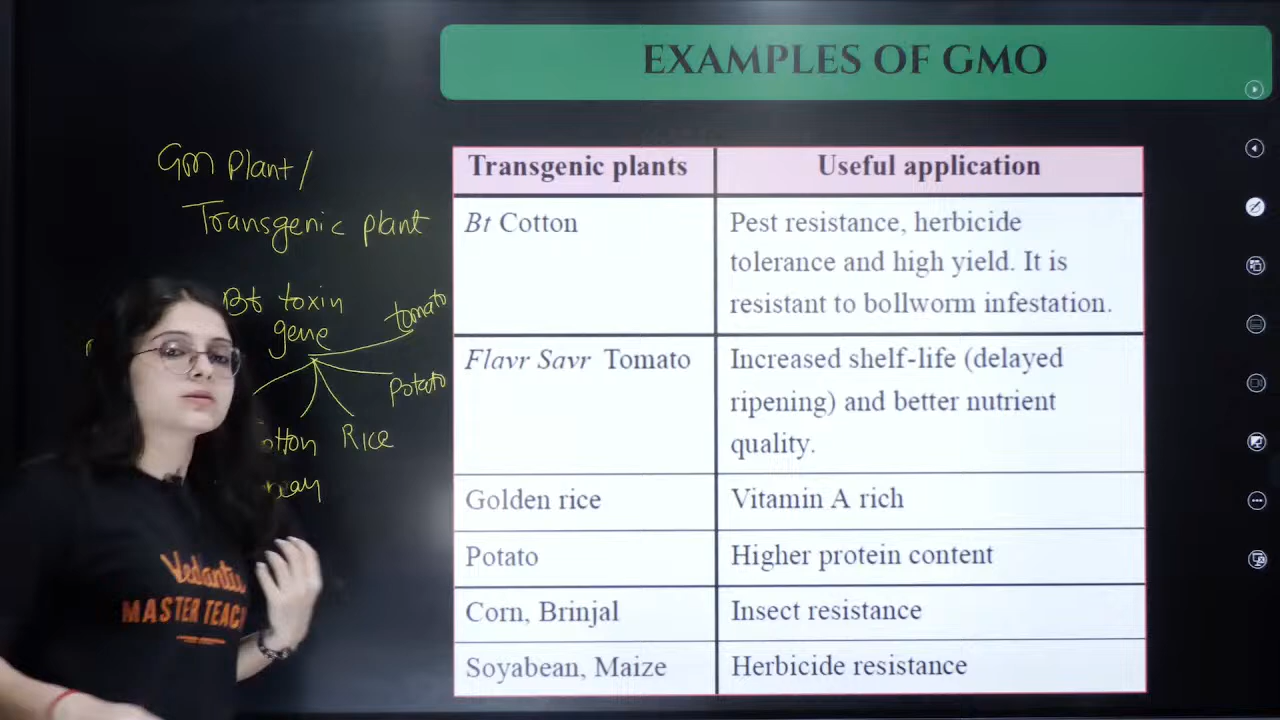 EXAMPLES OF GMO
Gm Plant /
Transgenic plant
Bt toxin
gene
tomato
Potato
Rice
Transgenic plants
Useful application
Bt Cotton
Pest resistance, herbicide
tolerance and high yield. It is
resistant to bollworm infestation.
Flavr Savr Tomato
Increased shelf-life (delayed
ripening) and better nutrient
quality.
Golden rice
Vitamin A rich
Potato
Higher protein content
Corn, Brinjal
Insect resistance
Soyabean, Maize
Herbicide resistance
Vedantu
MASTER